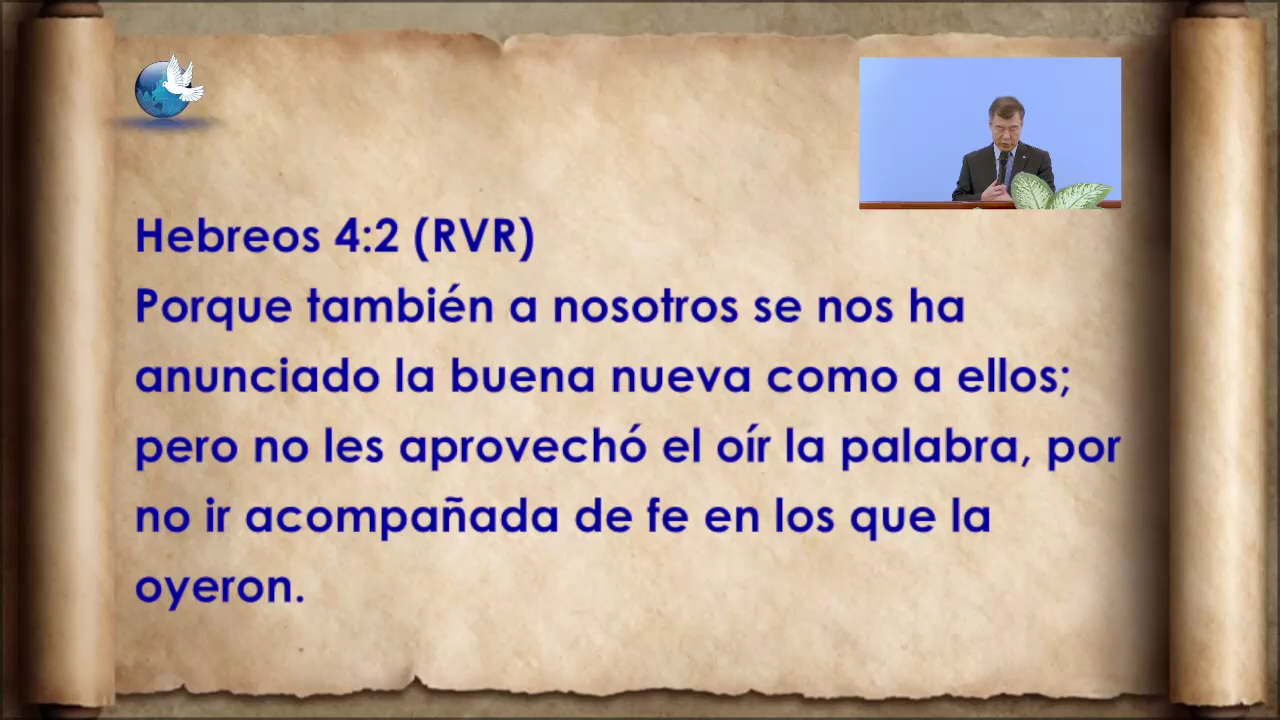 Hebreos 4:2 (RVR)
Porque también a nosotros se nos ha
anunciado la buena nueva como a ellos;
pero no les aprovechó el oír la palabra, por
no ir acompañada de fe en los que la
oyeron.